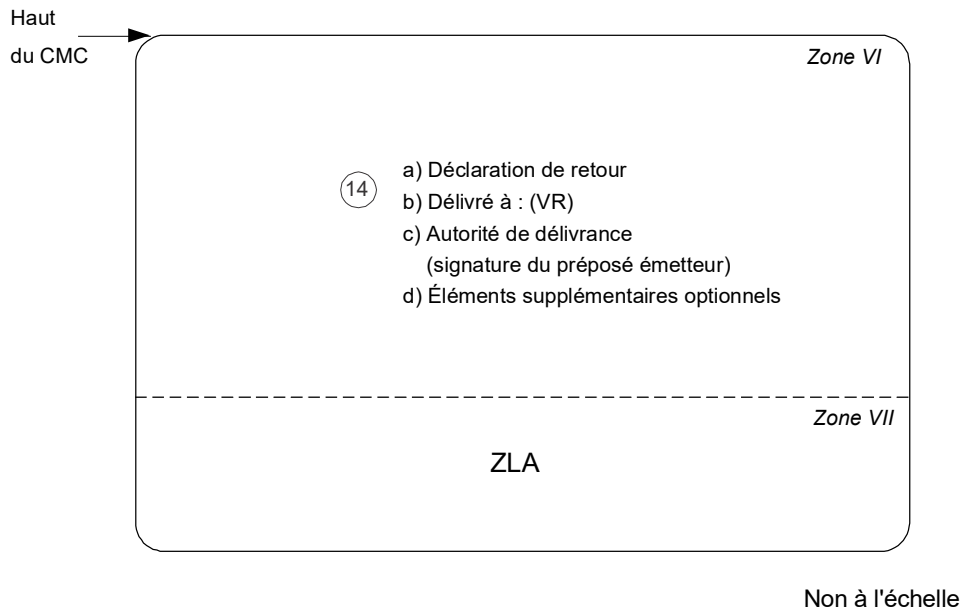 Haut
du CMC
Zone VI
14
a) Déclaration de retour
b) Délivré à : (VR)
c) Autorité de délivrance
(signature du préposé émetteur)
d) Éléments supplémentaires optionnels
Zone VII
ZLA
Non à l'échelle